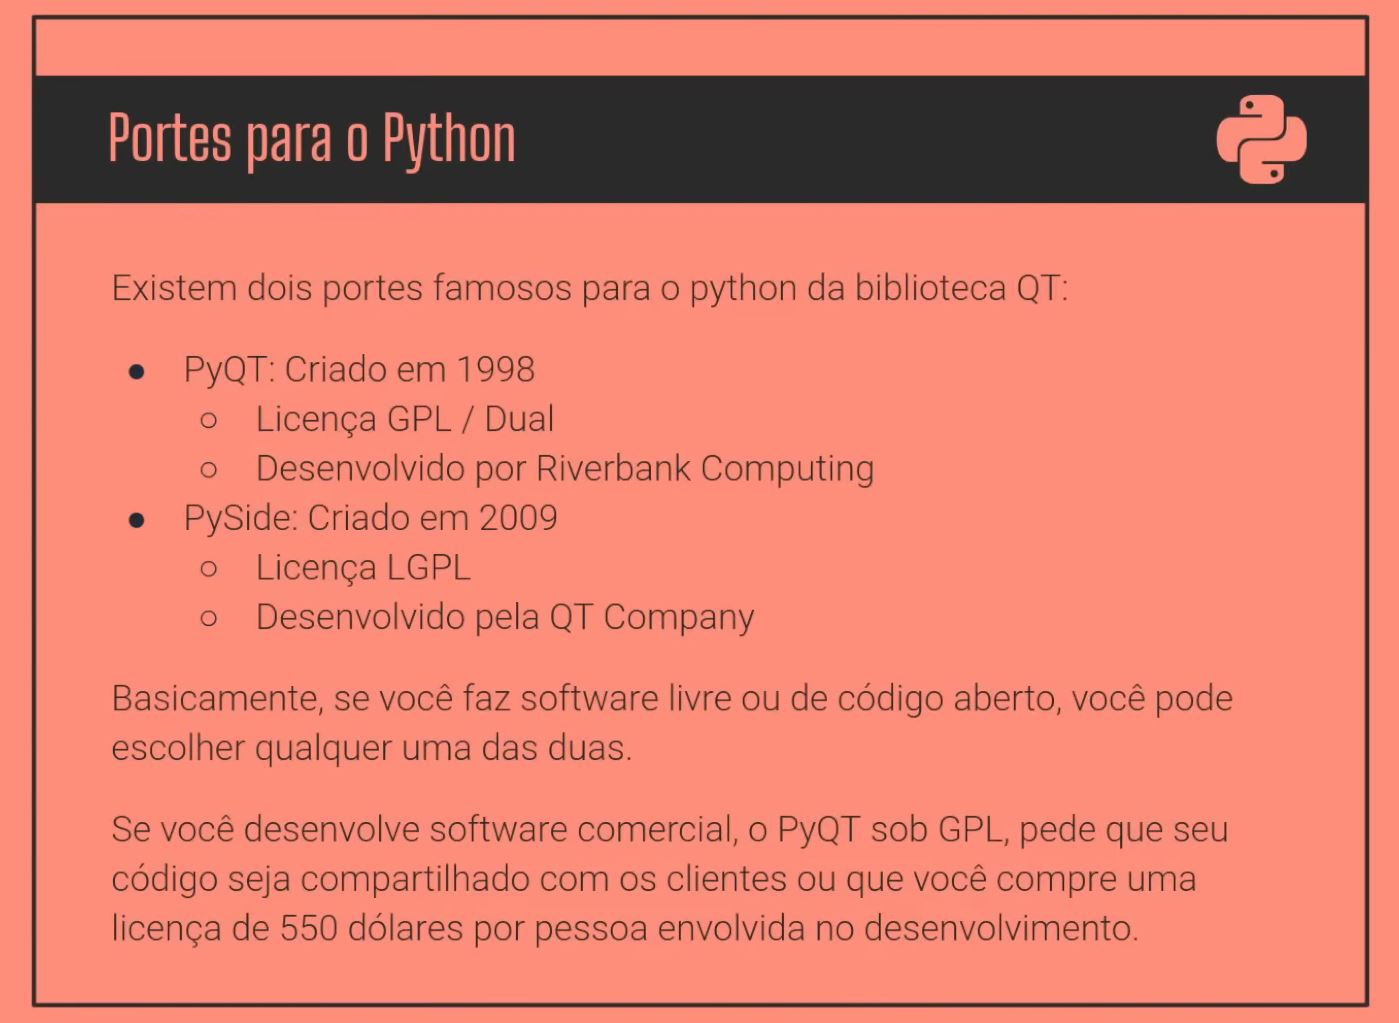 Portes para o Python
Existem dois portes famosos para o python da biblioteca QT:
● PyQT: Criado em 1998
○ Licença GPL / Dual
○ Desenvolvido por Riverbank Computing
● PySide: Criado em 2009
○ Licença LGPL
○ Desenvolvido pela QT Company
Basicamente, se você faz software livre ou de código aberto, você pode
escolher qualquer uma das duas.
Se você desenvolve software comercial, o PyQT sob GPL, pede que seu
código seja compartilhado com os clientes ou que você compre uma
licença de 550 dólares por pessoa envolvida no desenvolvimento.